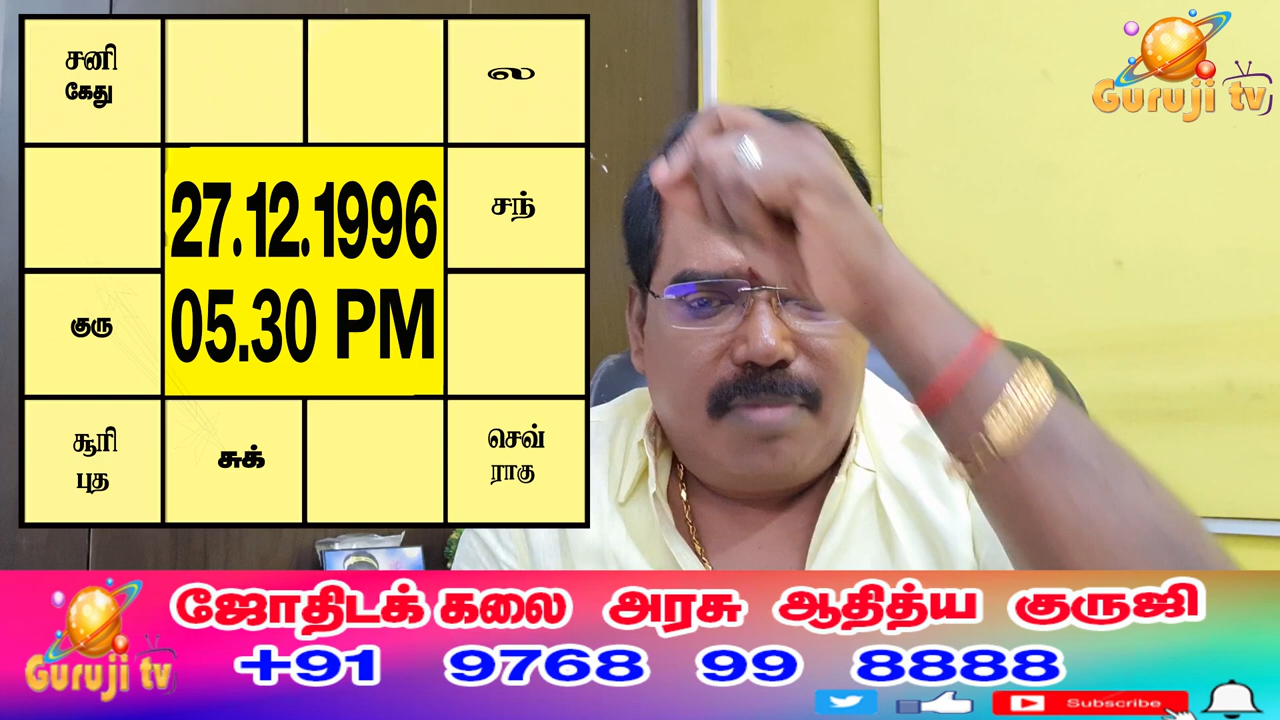 சனி
கேது
ல
27.12.1996
05.30 PM
சந்
குரு
சூரி
புத
சுக்
செவ்
ராகு
Guruji tv
ஜோதிடக் கலை அரசு ஆதித்ய குருஜி
+91 9768 99 8888
Guruji tv
Subscribe